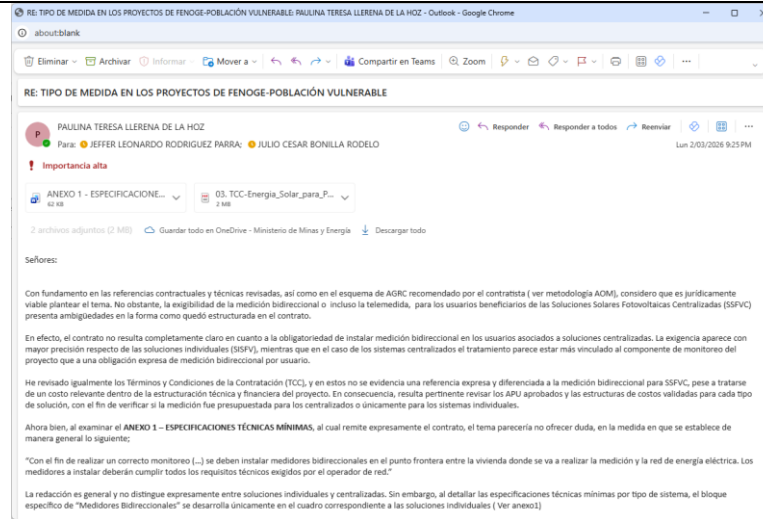 RE: TIPO DE MEDIDA EN LOS PROYECTOS DE FENOGE-POBLACIÓN VULNERABLE: PAULINA TERESA LLERENA DE LA HOZ - Outlook - Google Chrome
about:blank
Eliminar Archivar Informar Mover a Compartir en Teams Zoom
RE: TIPO DE MEDIDA EN LOS PROYECTOS DE FENOGE-POBLACIÓN VULNERABLE
P
PAULINA TERESA LLERENA DE LA HOZ
Responder Responder a todos Reenviar
Para: JEFFER LEONARDO RODRIGUEZ PARRA; JULIO CESAR BONILLA RODELO
Lun 2/03/2026 9:25 PM
Importancia alta
ANEXO 1 - ESPECIFICACIONE...
62 KB
03. TCC-Energia_Solar_para_P...
2 MB
2 archivos adjuntos (2 MB) Guardar todo en OneDrive - Ministerio de Minas y Energía Descargar todo
Señores:
Con fundamento en las referencias contractuales y técnicas revisadas, así como en el esquema de AGRC recomendado por el contratista ( ver metodología AOM), considero que es jurídicamente
viable plantear el tema. No obstante, la exigibilidad de la medición bidireccional o incluso la telemedida, para los usuarios beneficiarios de las Soluciones Solares Fotovoltaicas Centralizadas (SSFVC)
presenta ambigüedades en la forma como quedó estructurada en el contrato.
En efecto, el contrato no resulta completamente claro en cuanto a la obligatoriedad de instalar medición bidireccional en los usuarios asociados a soluciones centralizadas. La exigencia aparece con
mayor precisión respecto de las soluciones individuales (SISFV), mientras que en el caso de los sistemas centralizados el tratamiento parece estar más vinculado al componente de monitoreo del
proyecto que a una obligación expresa de medición bidireccional por usuario.
He revisado igualmente los Términos y Condiciones de la Contratación (TCC), y en estos no se evidencia una referencia expresa y diferenciada a la medición bidireccional para SSFVC, pese a tratarse
de un costo relevante dentro de la estructuración técnica y financiera del proyecto. En consecuencia, resulta pertinente revisar los APU aprobados y las estructuras de costos validadas para cada tipo
de solución, con el fin de verificar si la medición fue presupuestada para los centralizados o únicamente para los sistemas individuales.
Ahora bien, al examinar el ANEXO 1 – ESPECIFICACIONES TÉCNICAS MÍNIMAS, al cual remite expresamente el contrato, el tema parecería no ofrecer duda, en la medida en que se establece de
manera general lo siguiente;
"Con el fin de realizar un correcto monitoreo (...) se deben instalar medidores bidireccionales en el punto frontera entre la vivienda donde se va a realizar la medición y la red de energía eléctrica. Los
medidores a instalar deberán cumplir todos los requisitos técnicos exigidos por el operador de red."
La redacción es general y no distingue expresamente entre soluciones individuales y centralizadas. Sin embargo, al detallar las especificaciones técnicas mínimas por tipo de sistema, el bloque
específico de "Medidores Bidireccionales" se desarrolla únicamente en el cuadro correspondiente a las soluciones individuales ( Ver anexo1)